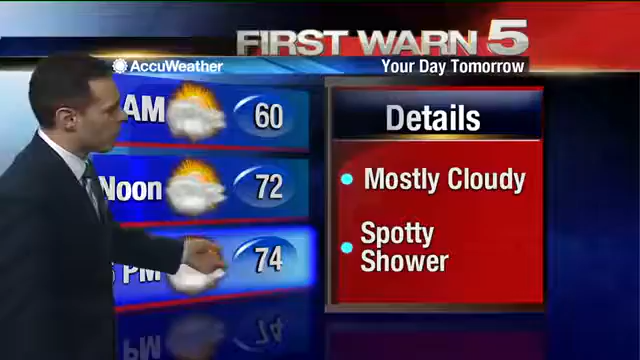 FIRST WARN 5
AccuWeather
Your Day Tomorrow
AM 60
Noon 72
PM 74
Details
Mostly Cloudy
Spotty
Shower